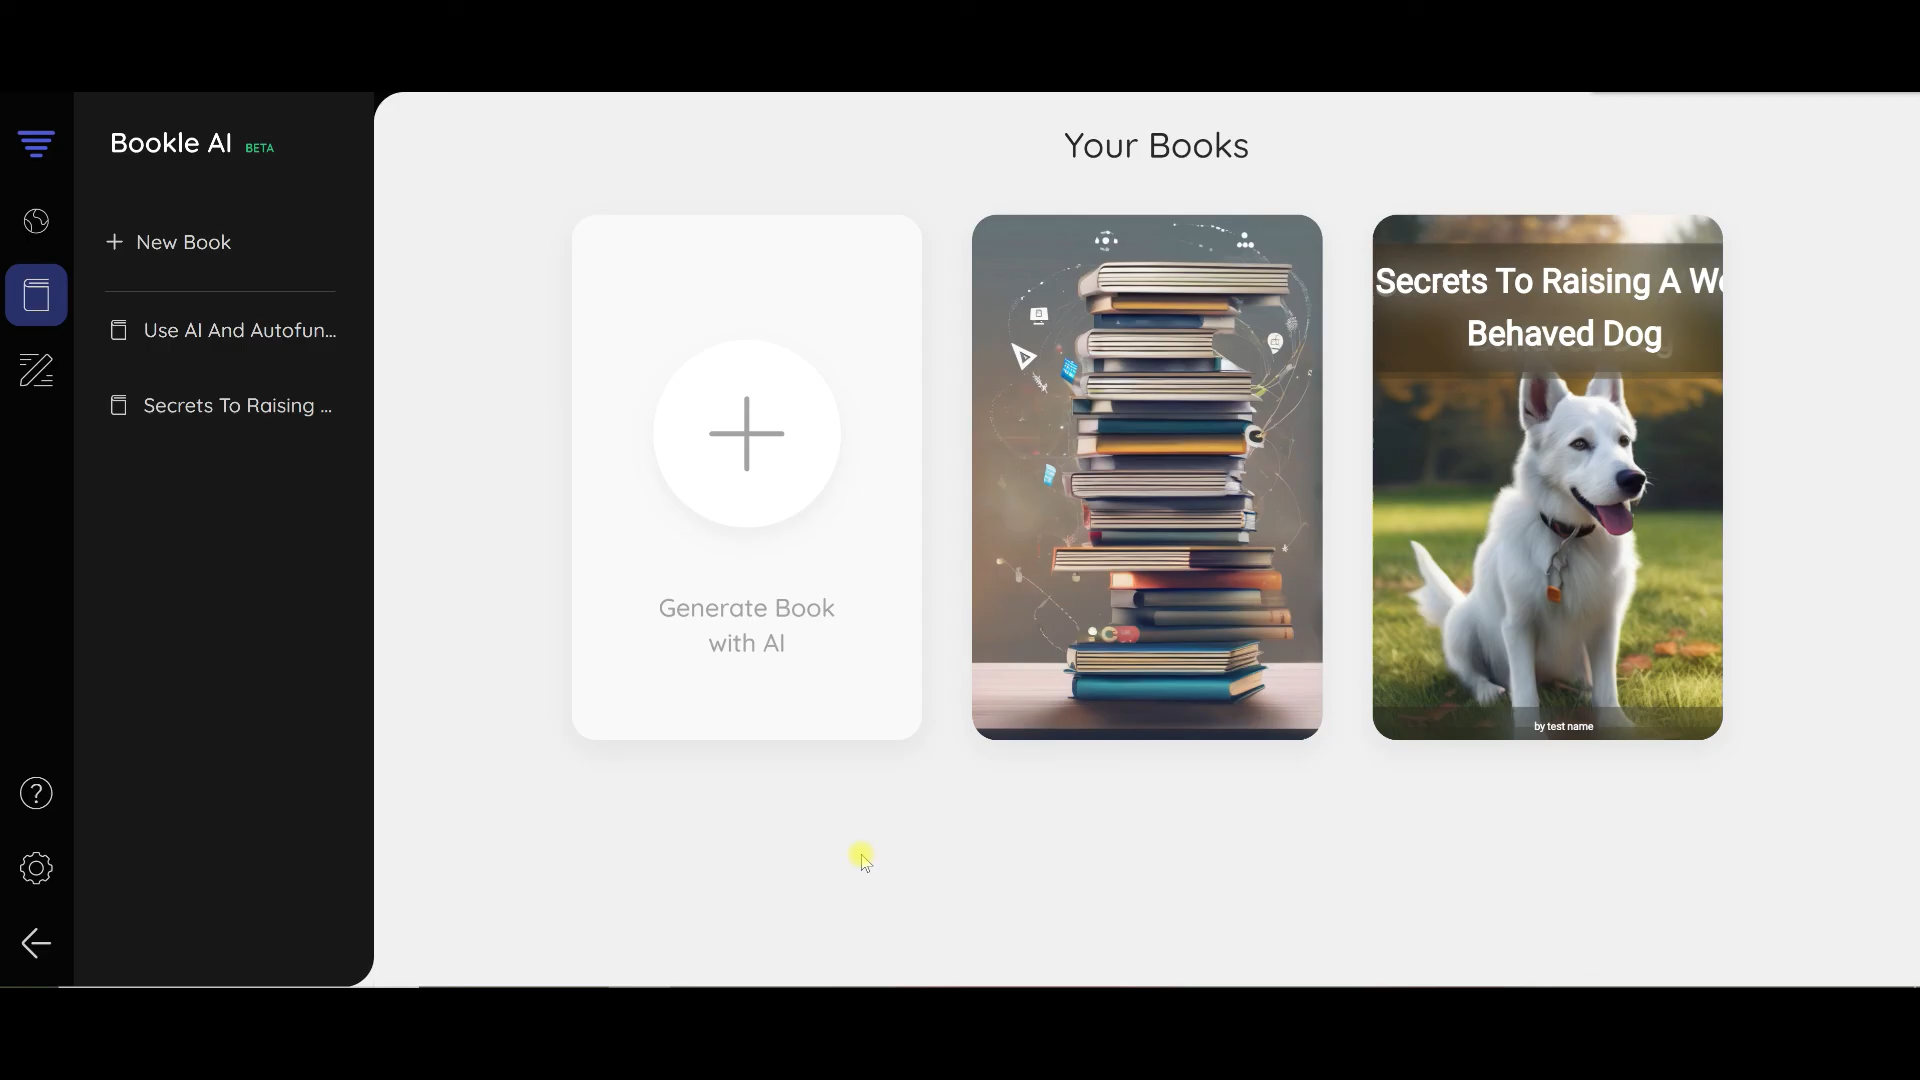 Bookle AI BETA
New Book
Use AI And Autofun...
Secrets To Raising ...
Your Books
Generate Book
with AI
Secrets To Raising A We
Behaved Dog
by test name